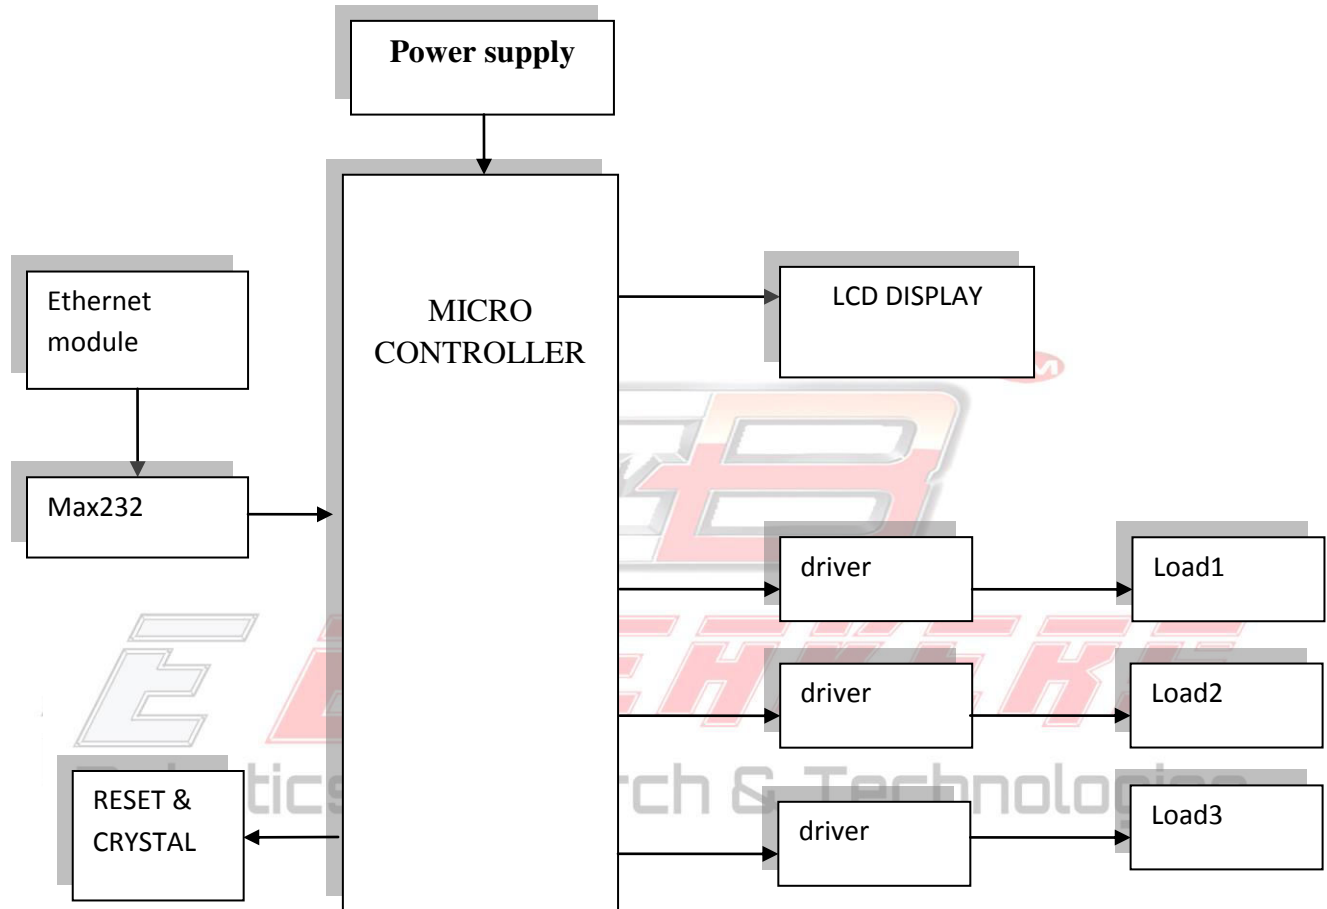 Power supply
Ethernet
module
MICRO
CONTROLLER
LCD DISPLAY
Max232
driver
Load1
driver
Load2
RESET &
CRYSTAL
driver
Load3